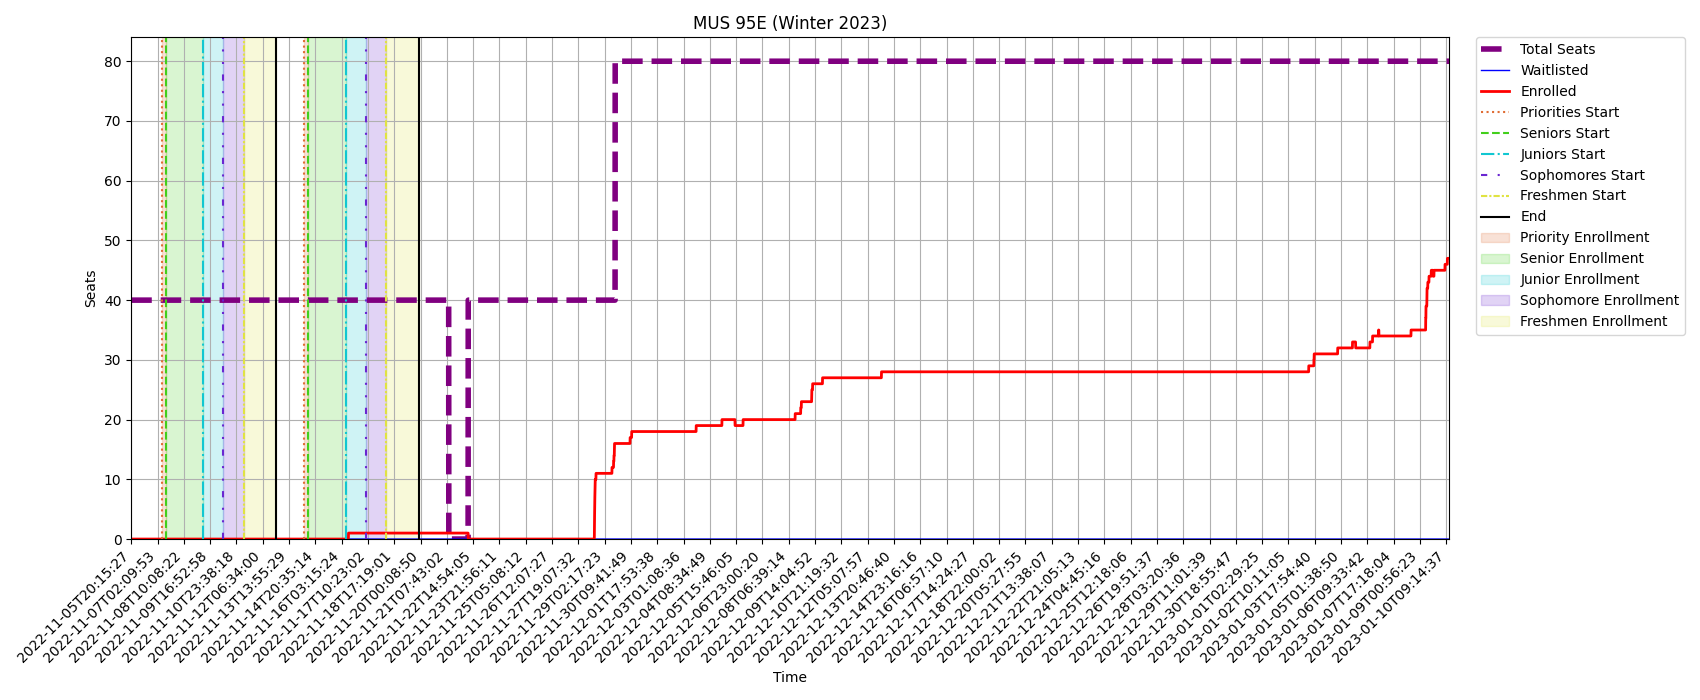 MUS 95E (Winter 2023)
Seats
80
70
60
50
40
30
20
10
0
2022-11-05T20:15:27
2022-11-07T02:09:53
2022-11-08T10:08:22
2022-11-09T16:52:58
2022-11-10T23:38:18
2022-11-12T06:34:00
2022-11-13T13:55:29
2022-11-14T20:35:14
2022-11-16T03:15:24
2022-11-17T10:23:02
2022-11-18T17:19:01
2022-11-20T00:08:50
2022-11-21T07:43:02
2022-11-22T14:54:05
2022-11-23T21:56:11
2022-11-25T05:08:12
2022-11-26T12:07:27
2022-11-27T19:07:32
2022-11-29T02:17:23
2022-11-30T09:41:49
2022-12-01T17:53:38
2022-12-03T01:08:36
2022-12-04T08:34:49
2022-12-05T15:46:05
2022-12-06T23:00:20
2022-12-08T06:39:14
2022-12-09T14:04:52
2022-12-10T21:19:32
2022-12-12T05:07:57
2022-12-13T20:46:40
2022-12-14T23:16:16
2022-12-16T06:57:10
2022-12-17T14:24:27
2022-12-18T22:00:02
2022-12-20T05:27:55
2022-12-21T13:38:07
2022-12-22T21:05:13
2022-12-24T04:45:16
2022-12-25T12:18:06
2022-12-26T19:51:37
2022-12-28T03:20:36
2022-12-29T11:01:39
2022-12-30T18:55:47
2023-01-01T02:29:25
2023-01-02T10:11:05
2023-01-03T17:54:40
2023-01-05T01:38:50
2023-01-06T09:33:42
2023-01-07T17:18:04
2023-01-09T00:56:23
2023-01-10T09:14:37
Time
Total Seats
Waitlisted
Enrolled
Priorities Start
Seniors Start
Juniors Start
Sophomores Start
Freshmen Start
End
Priority Enrollment
Senior Enrollment
Junior Enrollment
Sophomore Enrollment
Freshmen Enrollment